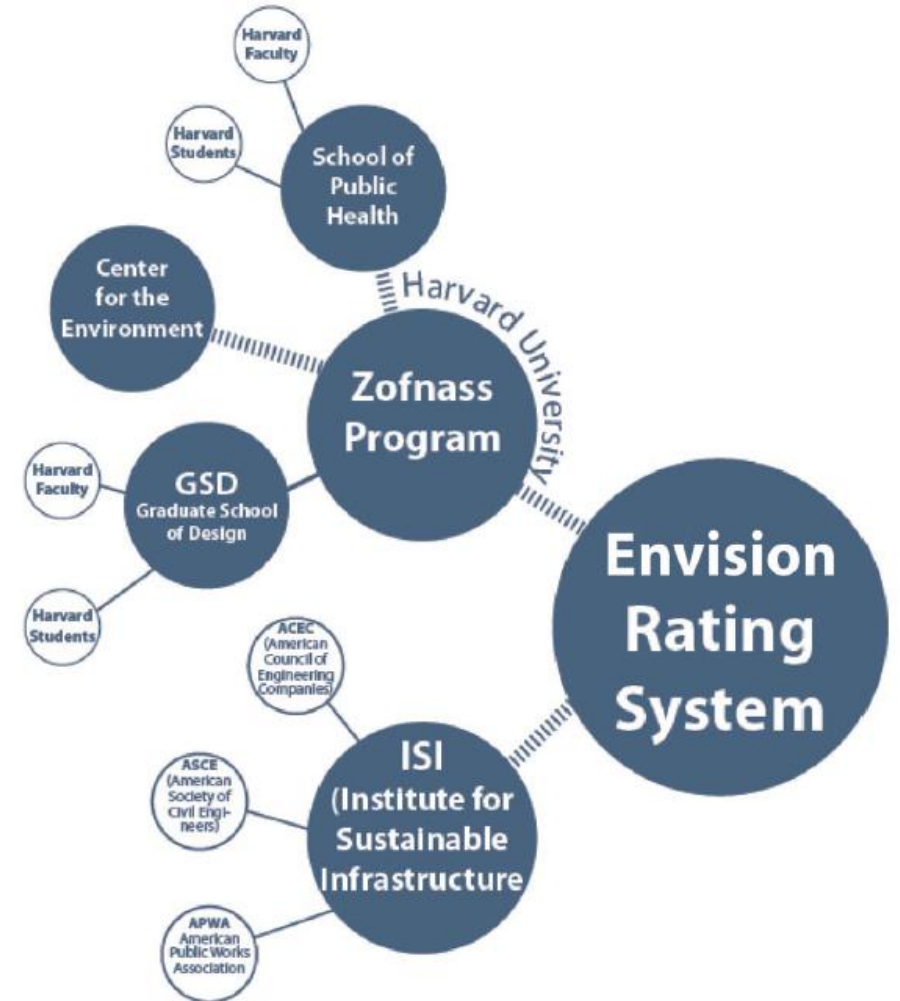 Harvard
Faculty
Harvard
Students
School of
Public
Health
Center
for the
Environment
Harvard University
Zofnass
Program
Harvard
Faculty
GSD
Graduate School
of Design
Harvard
Students
Envision
Rating
System
ACEC
(American
Council of
Engineering
Companies)
ISI
(Institute for
Sustainable
Infrastructure
ASCE
(American
Society of
Civil Engi-
neers)
APWA
American
Public Works
Association